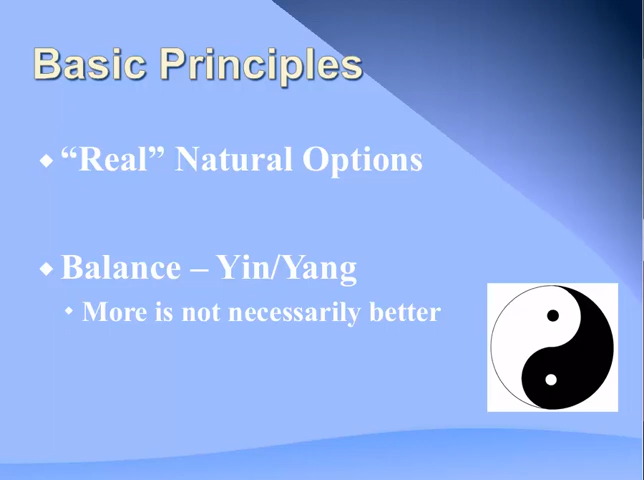 Basic Principles
“Real” Natural Options
Balance – Yin/Yang
More is not necessarily better